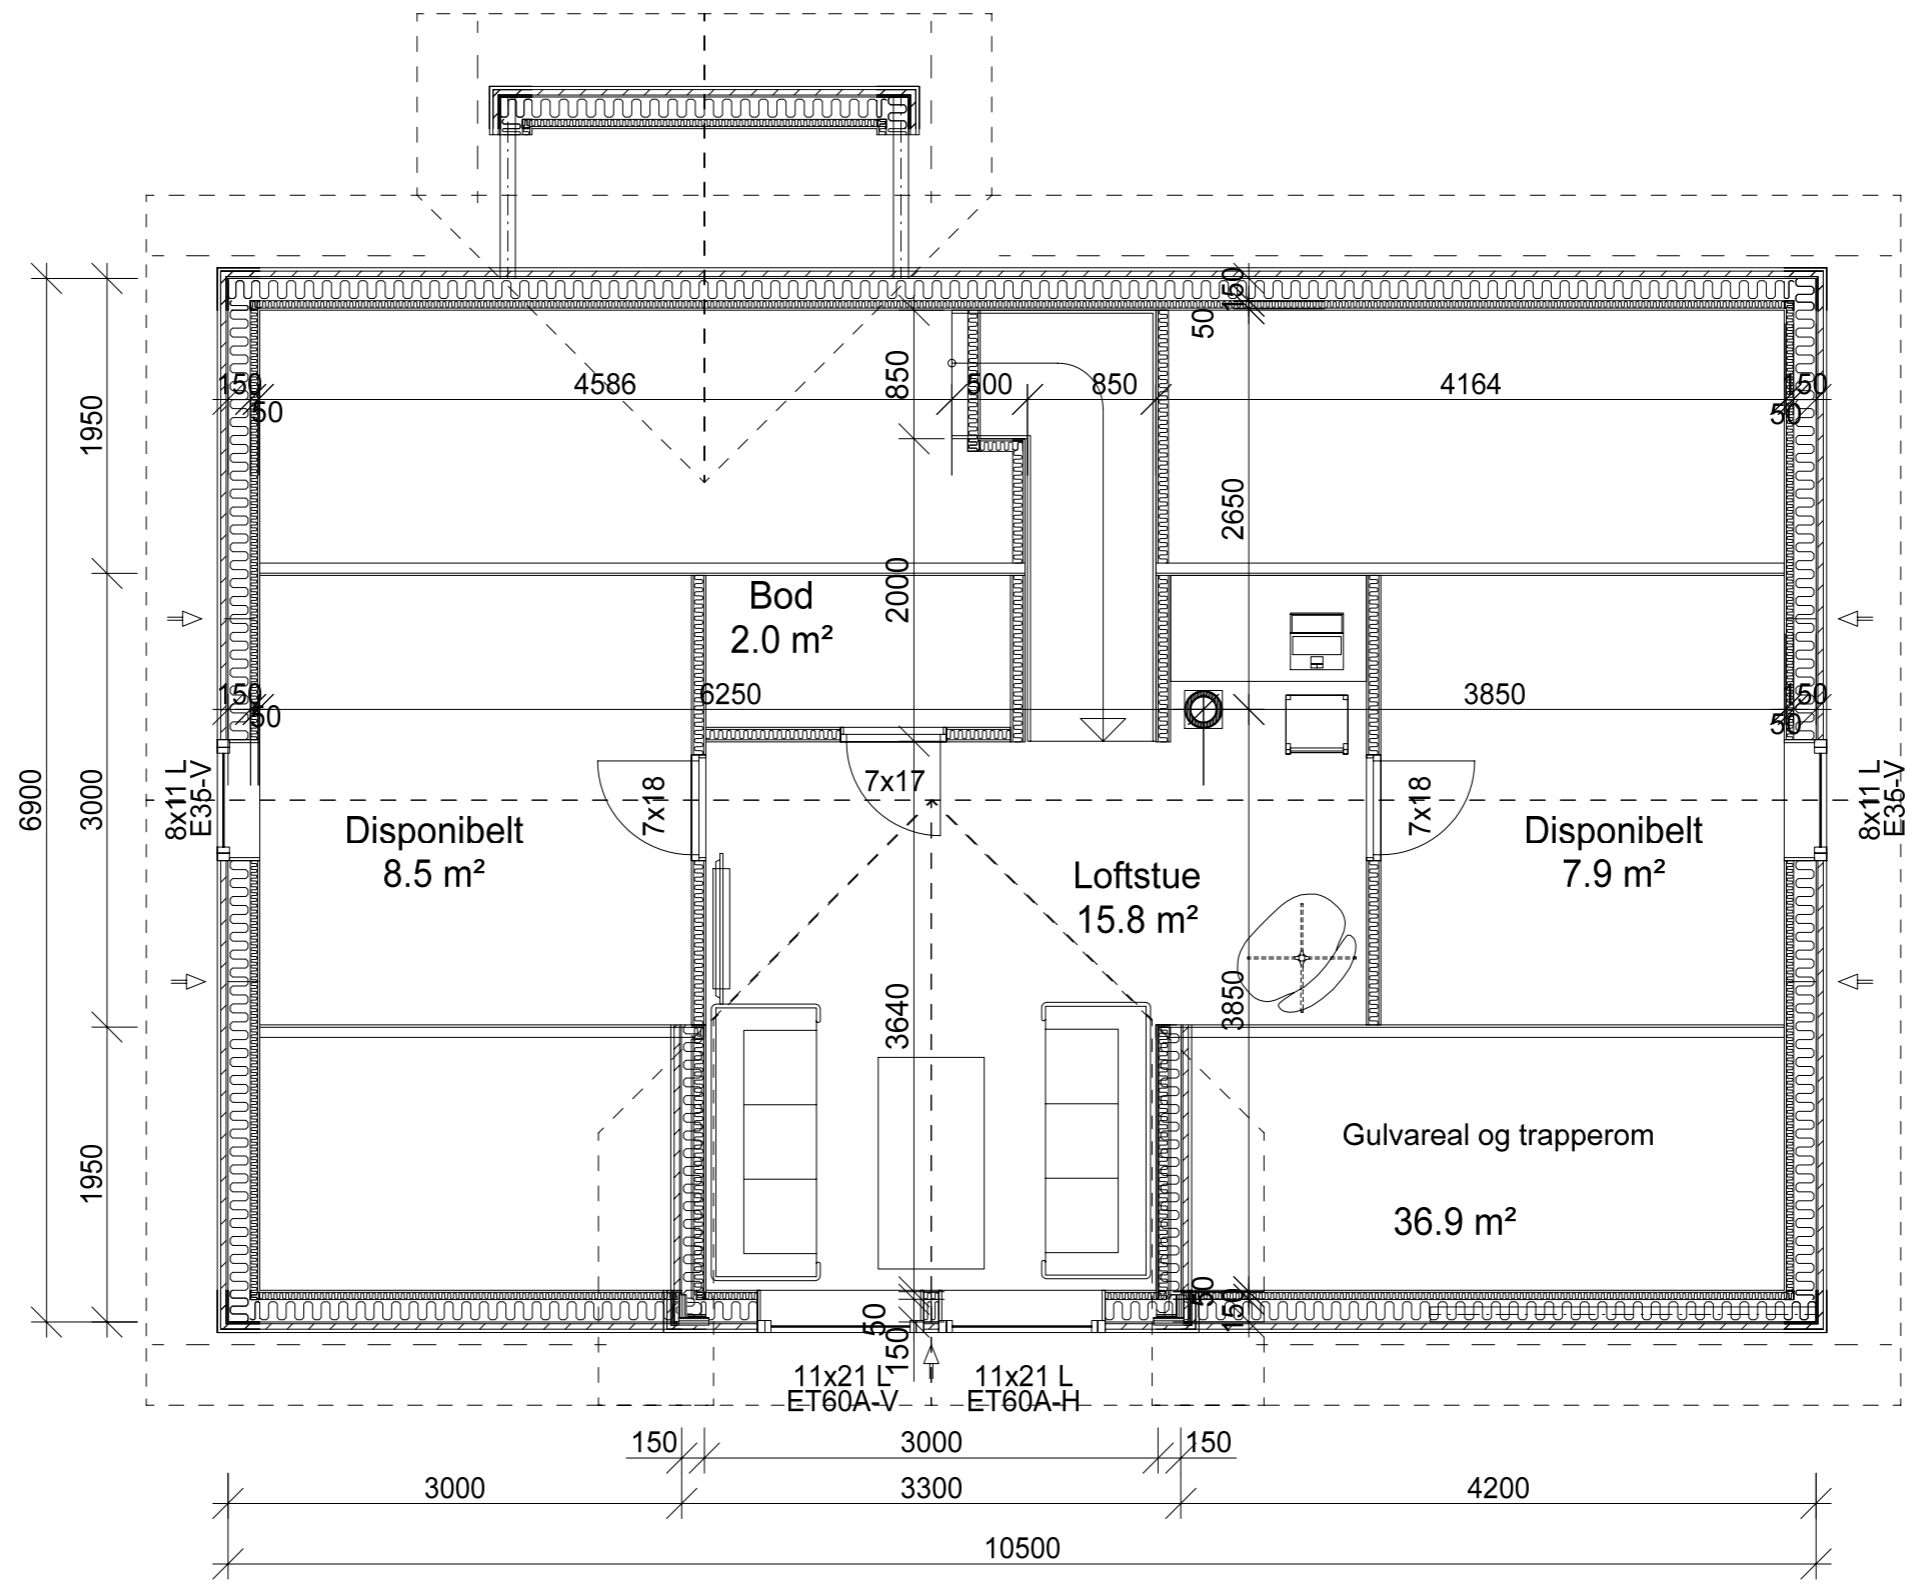 150
50
150
4586
850
500
850
4164
150
50
50
1950
2650
2000
Bod
2.0 m²
150
6250
3850
150
50
50
6900
3000
8x11 L
E35-V
7x18
7x17
7x18
8x11 L
E35-V
Disponibelt
8.5 m²
Loftstue
15.8 m²
Disponibelt
7.9 m²
3640
3850
1950
Gulvareal og trapperom
36.9 m²
50
150
50
150
11x21 L
ET60A-V
11x21 L
ET60A-H
150
3000
150
3000
3300
4200
10500